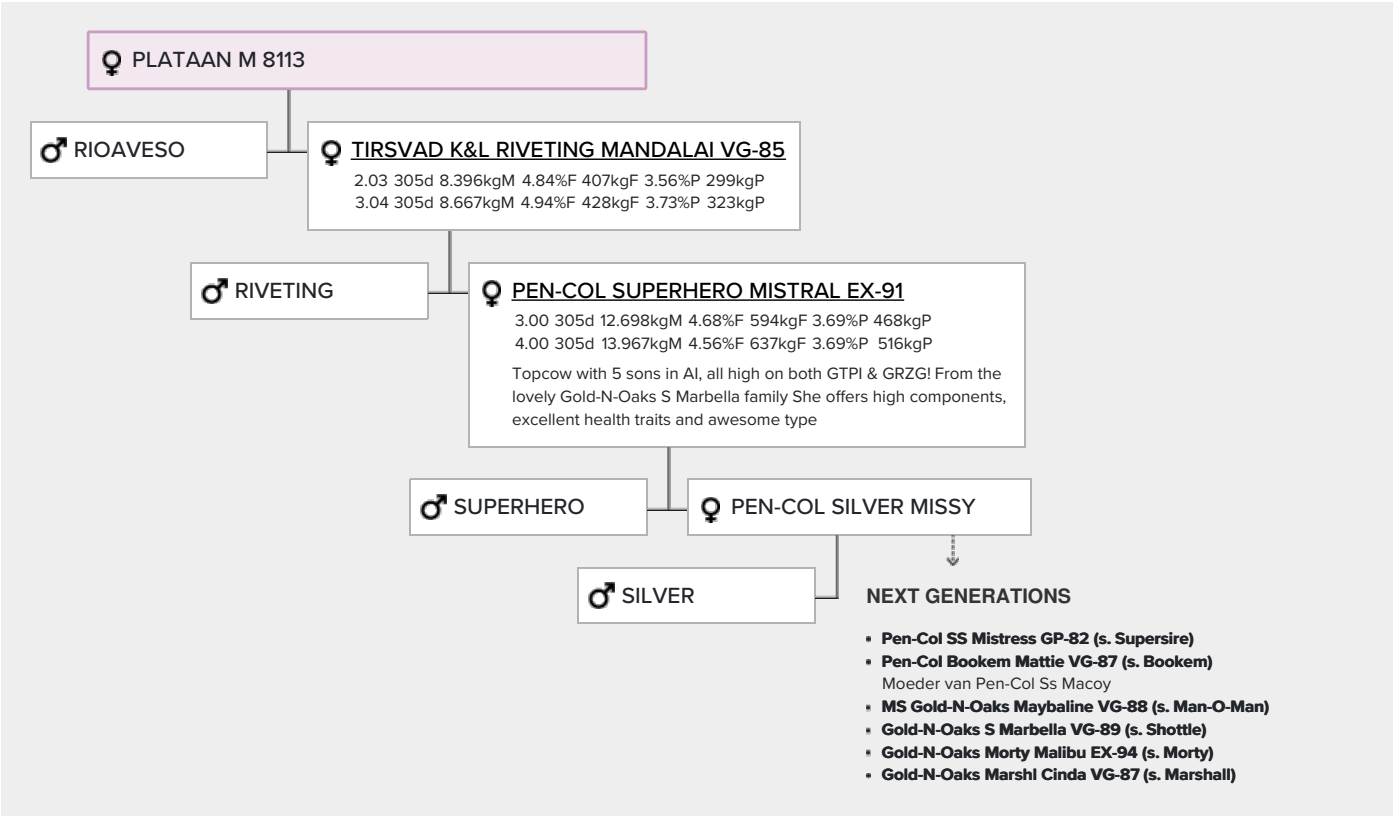 PLATAAN M 8113
RIOAVESO
TIRSVAD K&L RIVETING MANDALAI VG-85
2.03 305d 8.396kgM 4.84%F 407kgF 3.56%P 299kgP
3.04 305d 8.667kgM 4.94%F 428kgF 3.73%P 323kgP
RIVETING
PEN-COL SUPERHERO MISTRAL EX-91
3.00 305d 12.698kgM 4.68%F 594kgF 3.69%P 468kgP
4.00 305d 13.967kgM 4.56%F 637kgF 3.69%P 516kgP
Topcow with 5 sons in AI, all high on both GTPI & GRZG! From the
lovely Gold-N-Oaks S Marbella family She offers high components,
excellent health traits and awesome type
SUPERHERO
PEN-COL SILVER MISSY
SILVER
NEXT GENERATIONS
• Pen-Col SS Mistress GP-82 (s. Supersire)
• Pen-Col Bookem Mattie VG-87 (s. Bookem)
Moeder van Pen-Col Ss Macoy
• MS Gold-N-Oaks Maybaline VG-88 (s. Man-O-Man)
• Gold-N-Oaks S Marbella VG-89 (s. Shottle)
• Gold-N-Oaks Morty Malibu EX-94 (s. Morty)
• Gold-N-Oaks Marshl Cinda VG-87 (s. Marshall)